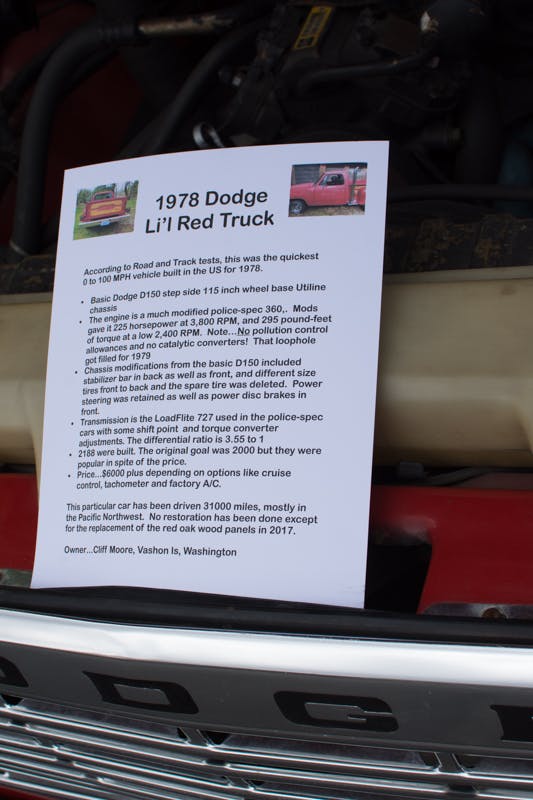 1978 Dodge
Li'l Red Truck
According to Road and Track tests, this was the quickest
0 to 100 MPH vehicle built in the US for 1978.
• Basic Dodge D150 step side 115 inch wheel base Utiline
chassis
• The engine is a much modified police-spec 360,. Mods
gave it 225 horsepower at 3,800 RPM, and 295 pound-feet
of torque at a low 2,400 RPM. Note...No pollution control
allowances and no catalytic converters! That loophole
got filled for 1979
• Chassis modifications from the basic D150 included
stabilizer bar in back as well as front, and different size
tires front to back and the spare tire was deleted. Power
steering was retained as well as power disc brakes in
front.
• Transmission is the LoadFlite 727 used in the police-spec
cars with some shift point and torque converter
adjustments. The differential ratio is 3.55 to 1
• 2188 were built. The original goal was 2000 but they were
popular in spite of the price.
• Price...$6000 plus depending on options like cruise
control, tachometer and factory A/C.
This particular car has been driven 31000 miles, mostly in
the Pacific Northwest. No restoration has been done except
for the replacement of the red oak wood panels in 2017.
Owner...Cliff Moore, Vashon Is, Washington
DODG